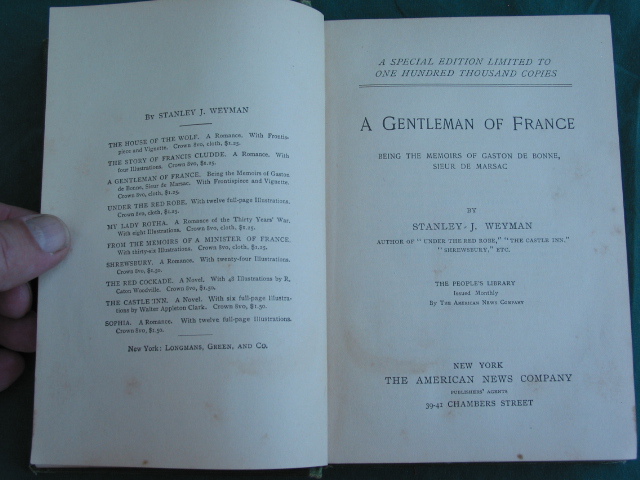 By STANLEY J. WEYMAN
THE HOUSE OF THE WOLF. A Romance. With Frontis-
piece and Vignette. Crown 8vo, cloth, $1.25.
THE STORY OF FRANCIS CLUDDE. A Romance. With
four Illustrations. Crown 8vo, cloth, $1.25.
A GENTLEMAN OF FRANCE. Being the Memoirs of Gaston
de Bonne, Sieur de Marsac. With Frontispiece and Vignette.
Crown 8vo, cloth, $1.25.
UNDER THE RED ROBE. With twelve full-page Illustrations.
Crown 8vo, cloth, $1.25.
MY LADY ROTHA. A Romance of the Thirty Years' War.
With eight Illustrations. Crown 8vo, cloth, $1.25.
FROM THE MEMOIRS OF A MINISTER OF FRANCE.
With thirty-six Illustrations. Crown 8vo, cloth, $1.25.
SHREWSBURY. A Romance. With twenty-four Illustrations.
Crown 8vo, $1.50.
THE RED COCKADE. A Novel. With 48 Illustrations by R.
Caton Woodville. Crown 8vo, $1.50.
THE CASTLE INN. A Novel. With six full-page Illustra-
tions by Walter Appleton Clark. Crown 8vo, $1.50.
SOPHIA. A Romance. With twelve full-page Illustrations.
Crown 8vo, $1.50.
New York: LONGMANS, GREEN, AND CO.
A SPECIAL EDITION LIMITED TO
ONE HUNDRED THOUSAND COPIES
A GENTLEMAN OF FRANCE
BEING THE MEMOIRS OF GASTON DE BONNE,
SIEUR DE MARSAC
BY
STANLEY J. WEYMAN
AUTHOR OF "UNDER THE RED ROBE," "THE CASTLE INN,"
"SHREWSBURY," ETC.
THE PEOPLE'S LIBRARY
Issued Monthly
By THE AMERICAN NEWS COMPANY
NEW YORK
THE AMERICAN NEWS COMPANY
PUBLISHERS' AGENTS
39-41 CHAMBERS STREET